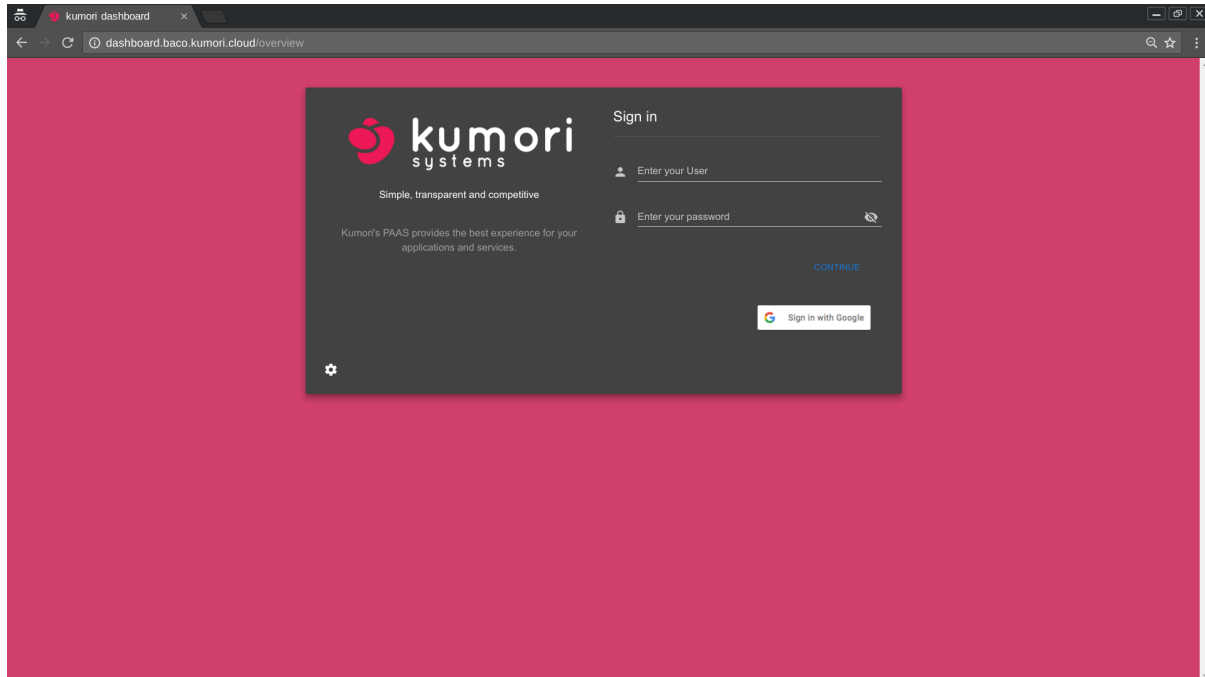 kumori dashboard
dashboard.baco.kumori.cloud/overview
kumori
systems
Simple, transparent and competitive
Kumori's PAAS provides the best experience for your
applications and services.
Sign in
Enter your User
Enter your password
CONTINUE
Sign in with Google